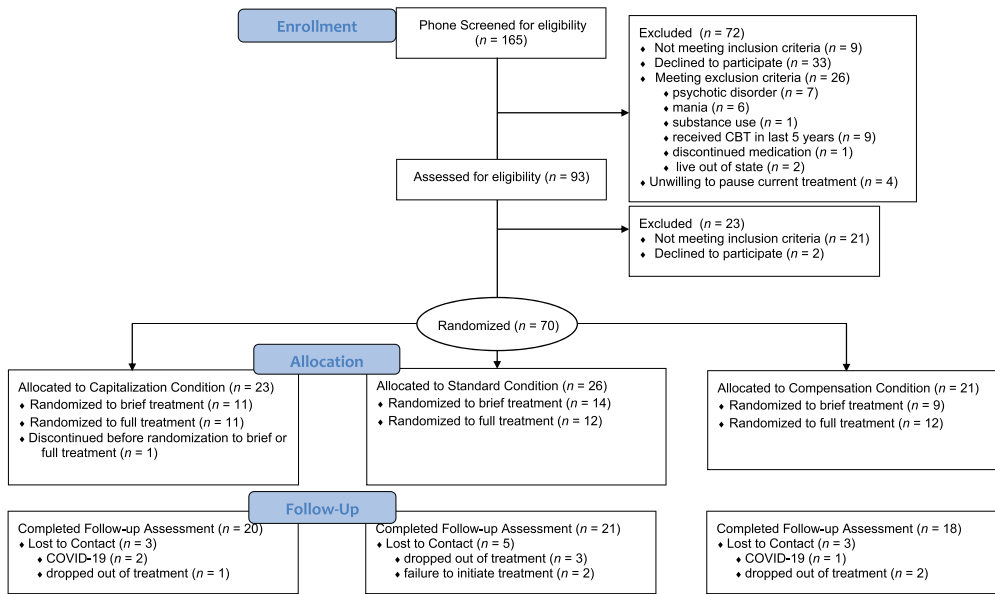 Enrollment
Phone Screened for eligibility
(n = 165)
Excluded (n = 72)
♦ Not meeting inclusion criteria (n = 9)
♦ Declined to participate (n = 33)
♦ Meeting exclusion criteria (n = 26)
♦ psychotic disorder (n = 7)
♦ mania (n = 6)
♦ substance use (n = 1)
♦ received CBT in last 5 years (n = 9)
♦ discontinued medication (n = 1)
♦ live out of state (n = 2)
♦ Unwilling to pause current treatment (n = 4)
Assessed for eligibility (n = 93)
Excluded (n = 23)
♦ Not meeting inclusion criteria (n = 21)
♦ Declined to participate (n = 2)
Randomized (n = 70)
Allocation
Allocated to Capitalization Condition (n = 23)
♦ Randomized to brief treatment (n = 11)
♦ Randomized to full treatment (n = 11)
♦ Discontinued before randomization to brief or
full treatment (n = 1)
Allocated to Standard Condition (n = 26)
♦ Randomized to brief treatment (n = 14)
♦ Randomized to full treatment (n = 12)
Allocated to Compensation Condition (n = 21)
♦ Randomized to brief treatment (n = 9)
♦ Randomized to full treatment (n = 12)
Follow-Up
Completed Follow-up Assessment (n = 20)
♦ Lost to Contact (n = 3)
♦ COVID-19 (n = 2)
♦ dropped out of treatment (n = 1)
Completed Follow-up Assessment (n = 21)
♦ Lost to Contact (n = 5)
♦ dropped out of treatment (n = 3)
♦ failure to initiate treatment (n = 2)
Completed Follow-up Assessment (n = 18)
♦ Lost to Contact (n = 3)
♦ COVID-19 (n = 1)
♦ dropped out of treatment (n = 2)